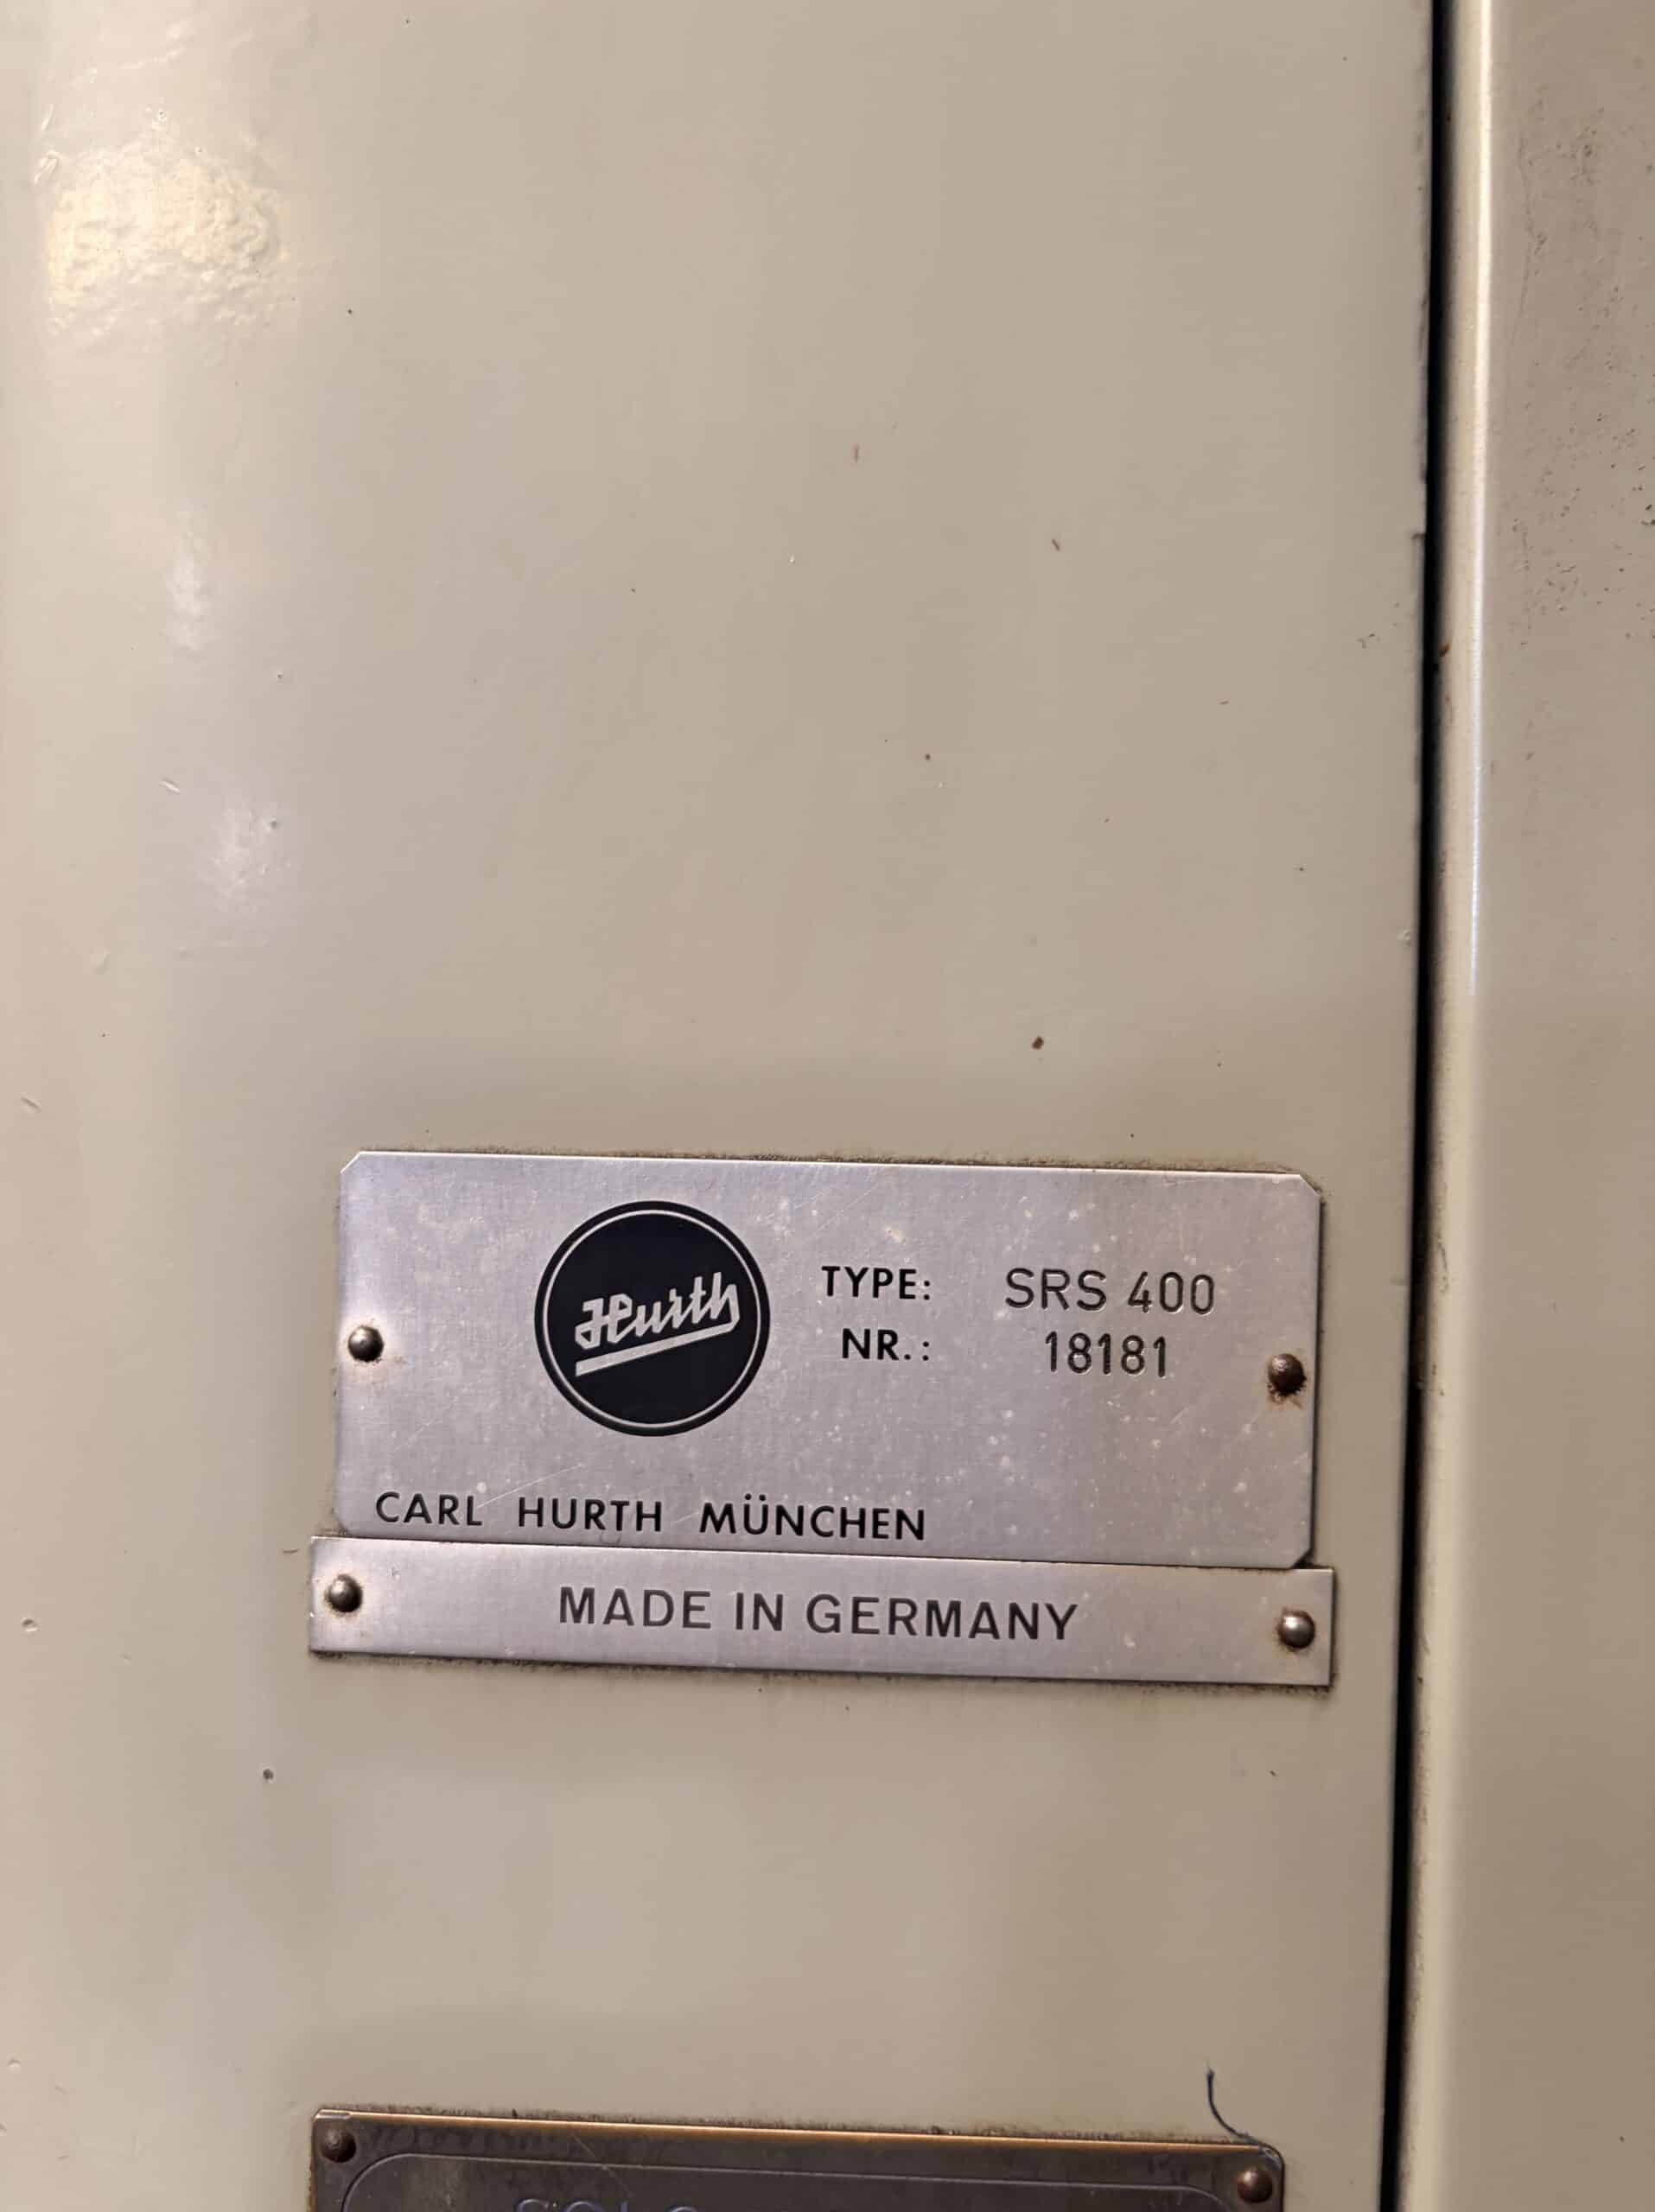 Hurth
TYPE: SRS 400
NR.: 18181
CARL HURTH MÜNCHEN
MADE IN GERMANY